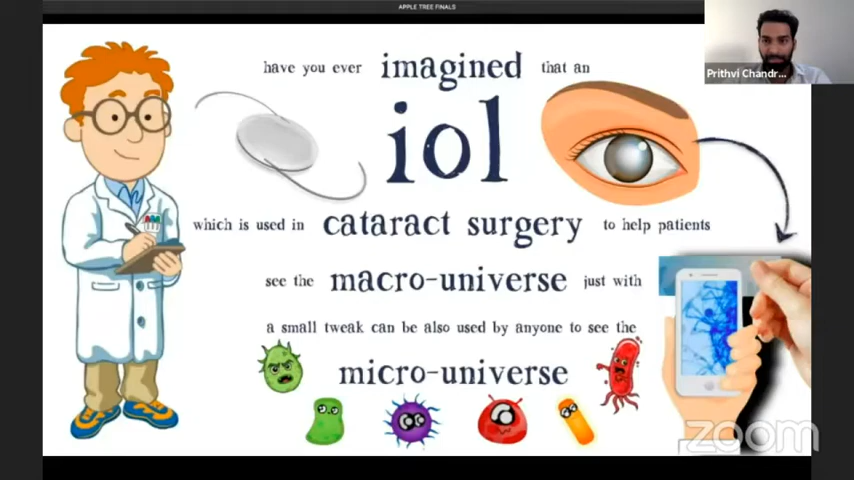 APPLE TREE FINALS
Prithvi Chandr...
have you ever imagined that an
iol
which is used in cataract surgery to help patients
see the macro-universe just with
a small tweak can be also used by anyone to see the
micro-universe
zoom